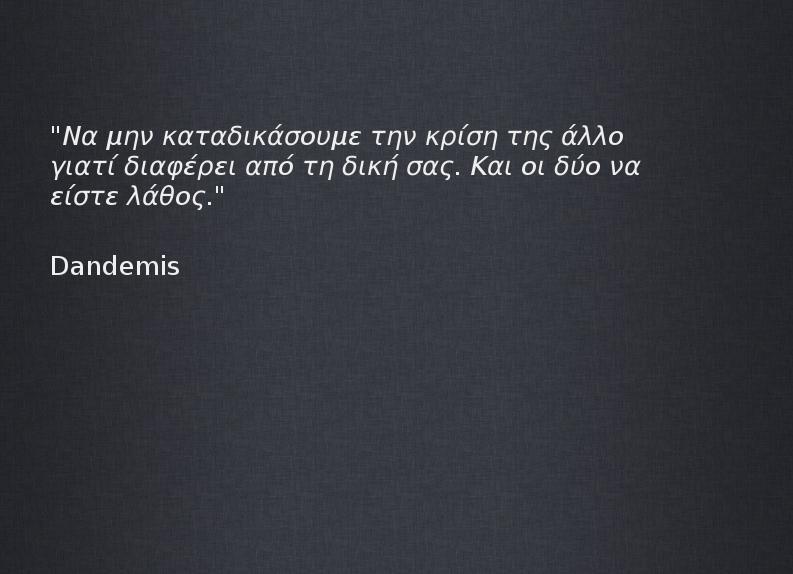 "Να μην καταδικάσουμε την κρίση της άλλο
γιατί διαφέρει από τη δική σας. Και οι δύο να
είστε λάθος."
Dandemis